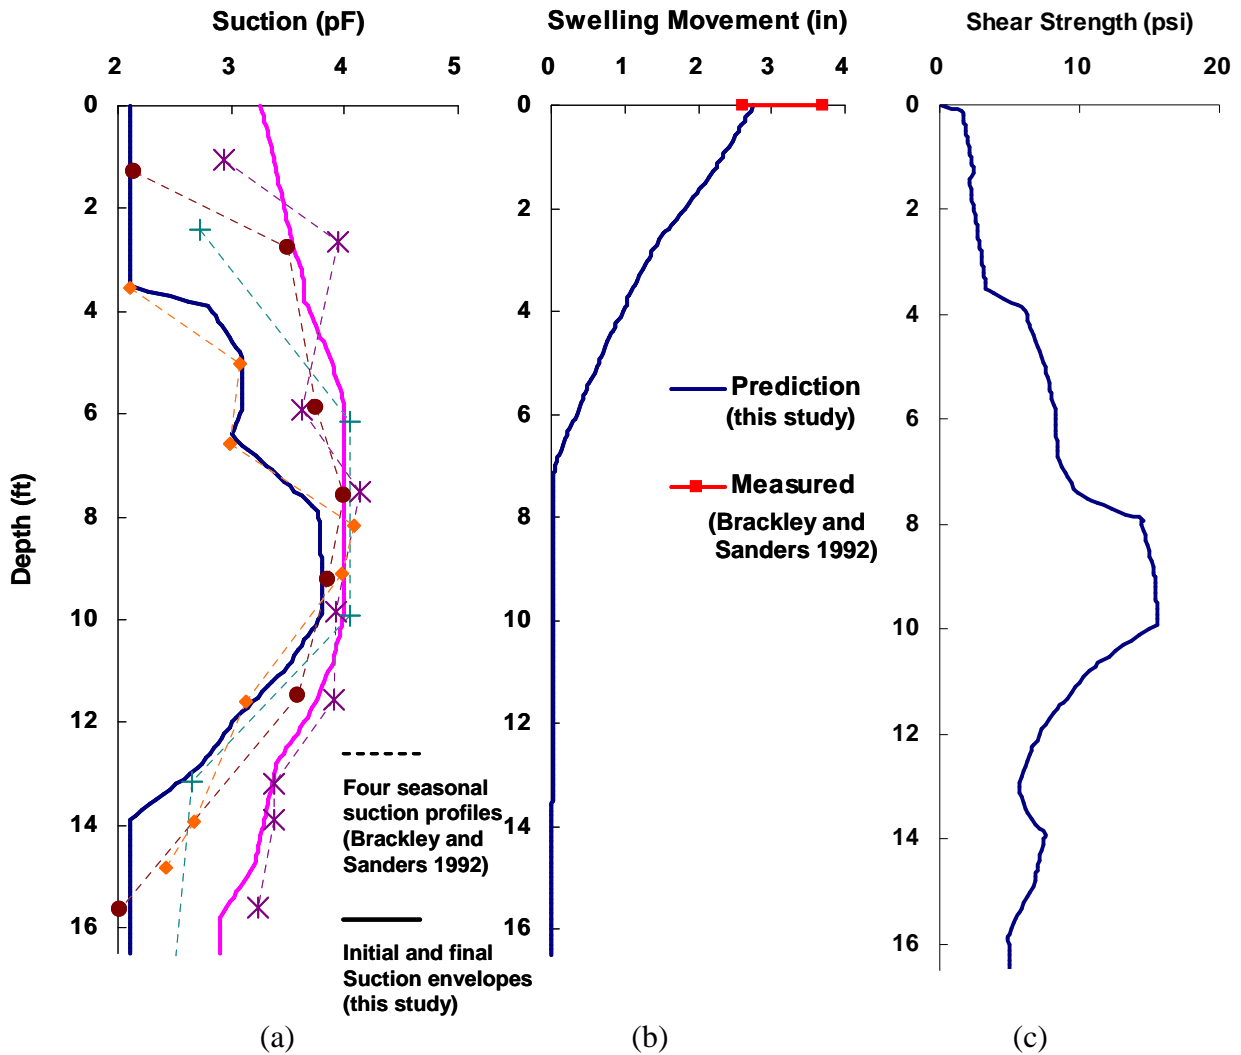 Suction (pF)
2 3 4 5
0
2
4
6
8
10
12
14
16
Depth (ft)
Four seasonal
suction profiles
(Brackley and
Sanders 1992)
Initial and final
Suction envelopes
(this study)
(a)
Swelling Movement (in)
0 1 2 3 4
0
2
4
6
8
10
12
14
16
Prediction
(this study)
Measured
(Brackley and
Sanders 1992)
(b)
Shear Strength (psi)
0 10 20
0
2
4
6
8
10
12
14
16
(c)